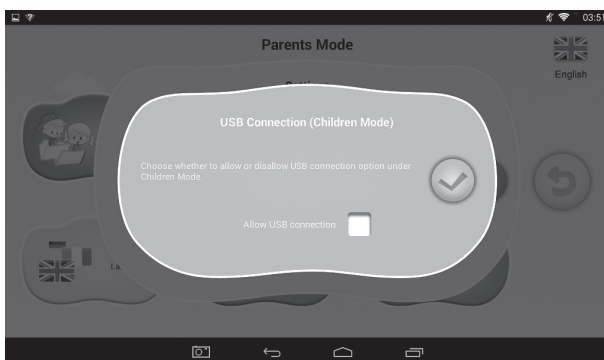 03:51
Parents Mode
English
USB Connection (Children Mode)
Choose whether to allow or disallow USB connection option under
Children Mode.
Allow USB connection